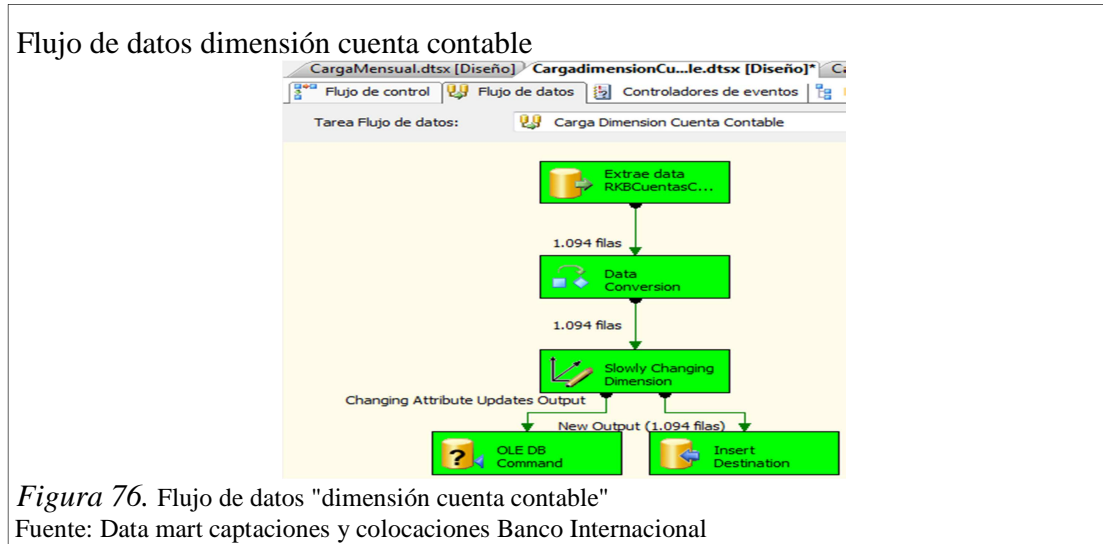 Flujo de datos dimensión cuenta contable
CargaMensual.dtsx [Diseño] CargadimensionCu...le.dtsx [Diseño]*
Flujo de control Flujo de datos Controladores de eventos
Tarea Flujo de datos: Carga Dimension Cuenta Contable
Extrae data
RKBCuentasC...
1.094 filas
Data
Conversion
1.094 filas
Slowly Changing
Dimension
Changing Attribute Updates Output
New Output (1.094 filas)
OLE DB
Command
Insert
Destination
Figura 76. Flujo de datos "dimensión cuenta contable"
Fuente: Data mart captaciones y colocaciones Banco Internacional